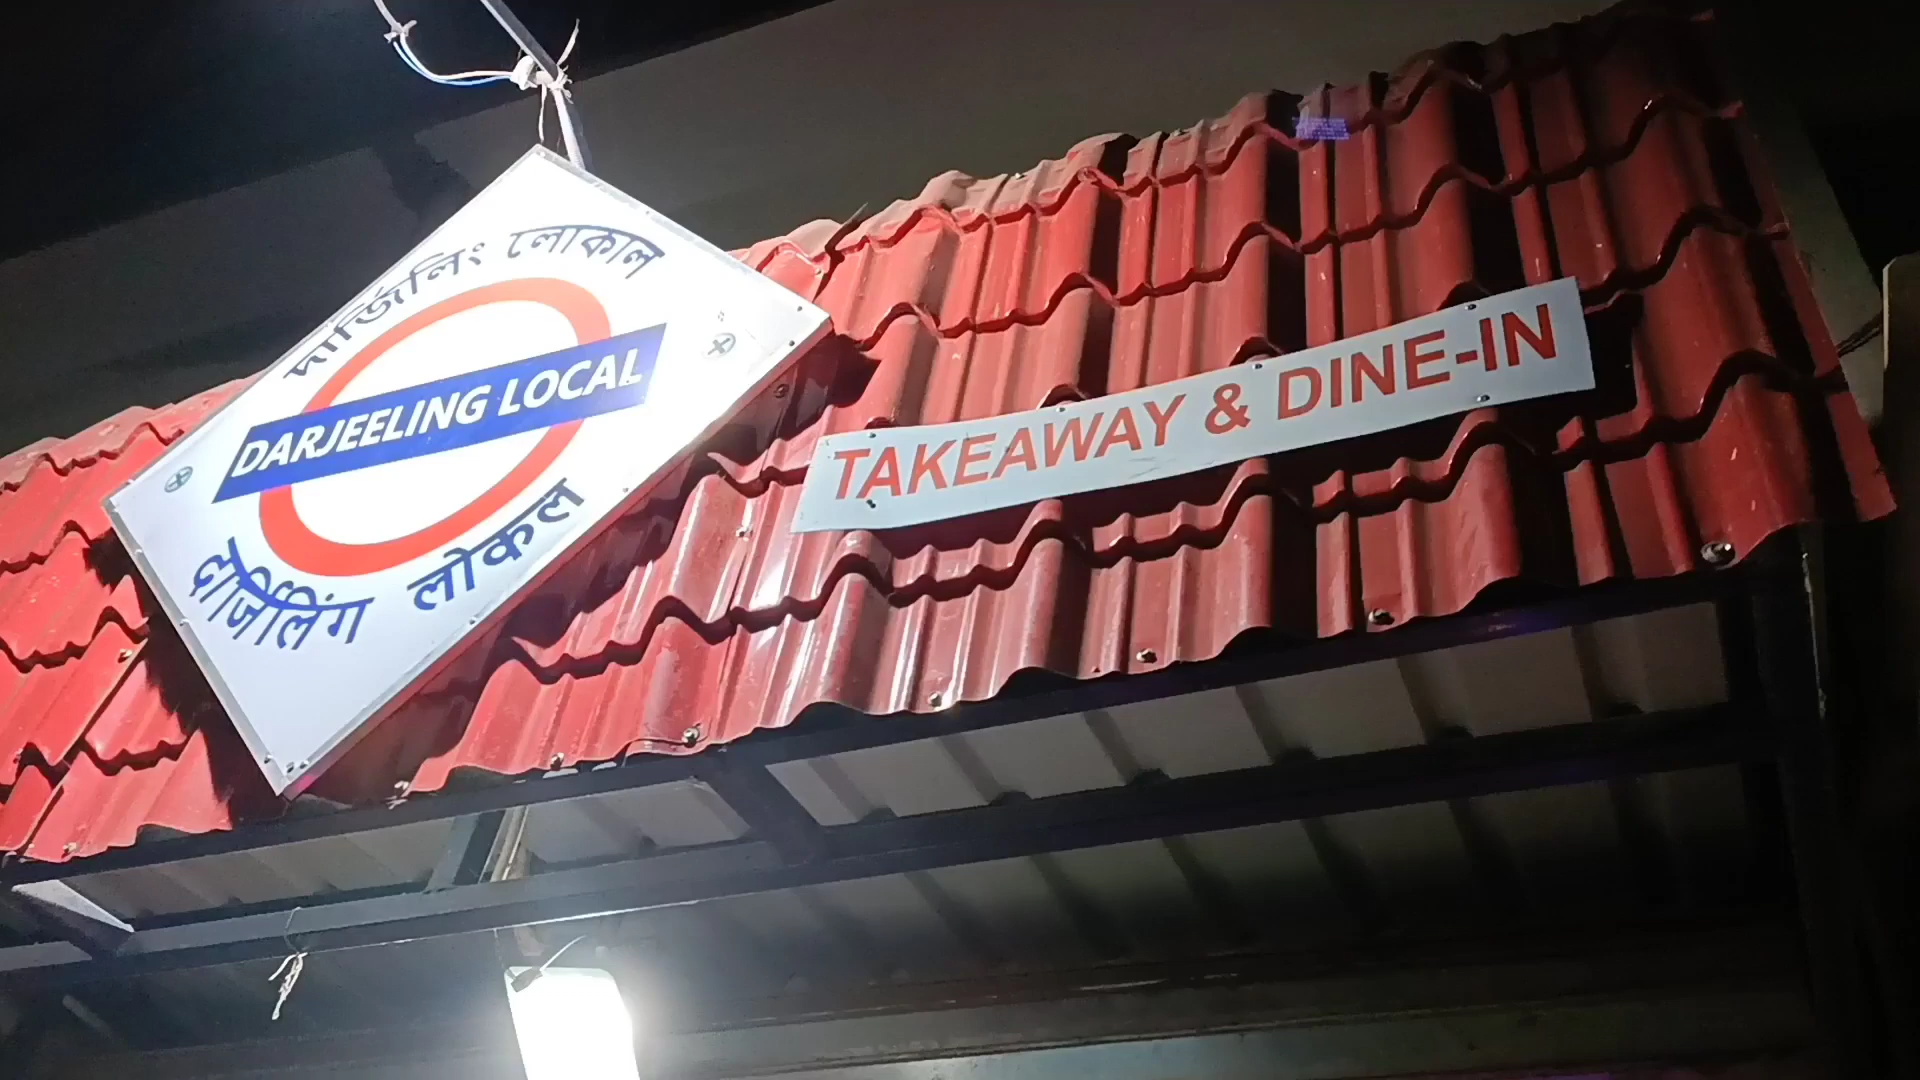 দার্জিলিং লোকাল
DARJEELING LOCAL
दार्जिलिंग लोकल
TAKEAWAY & DINE-IN